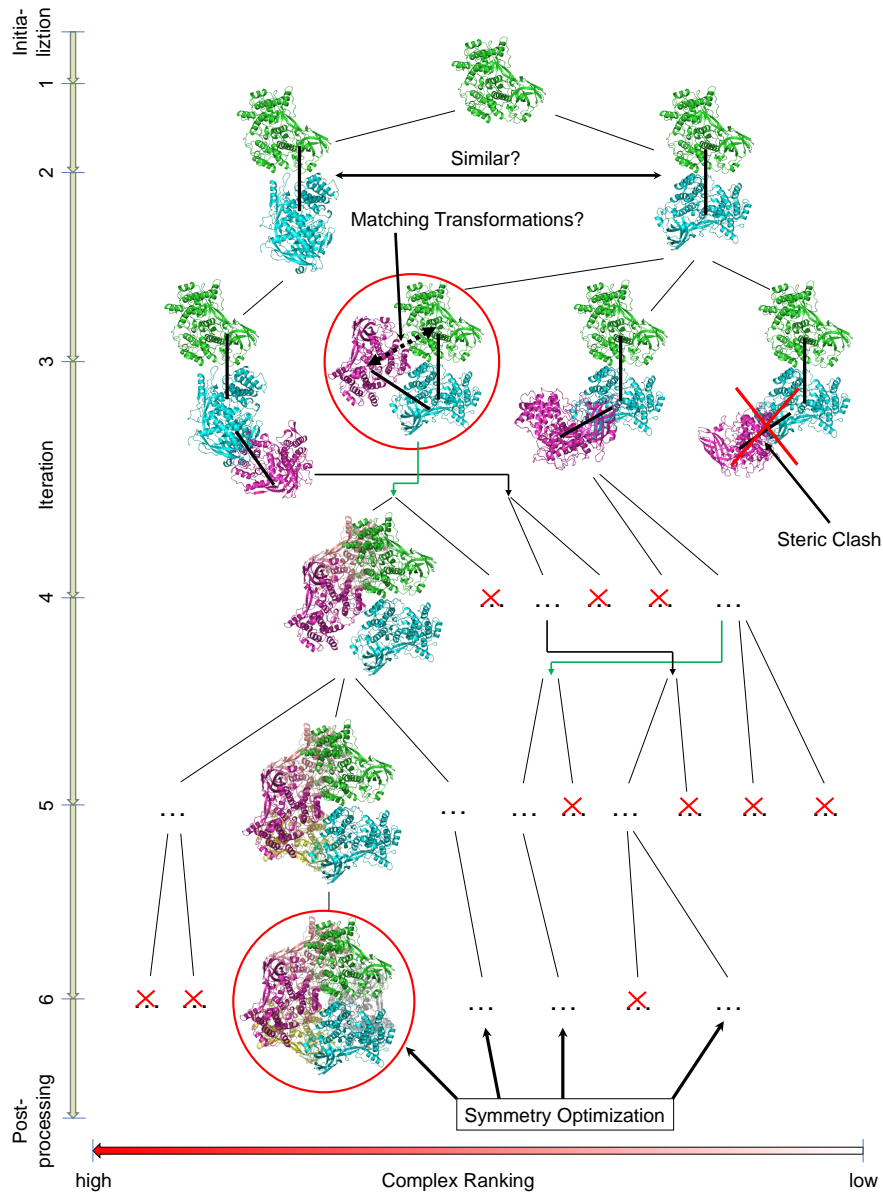 Initia-
liztion
1
Similar?
2
Matching Transformations?
3
Iteration
Steric Clash
4
...
...
...
...
...
5
...
...
...
...
...
...
...
...
6
...
...
...
...
...
...
Symmetry Optimization
Post-
processing
high
Complex Ranking
low